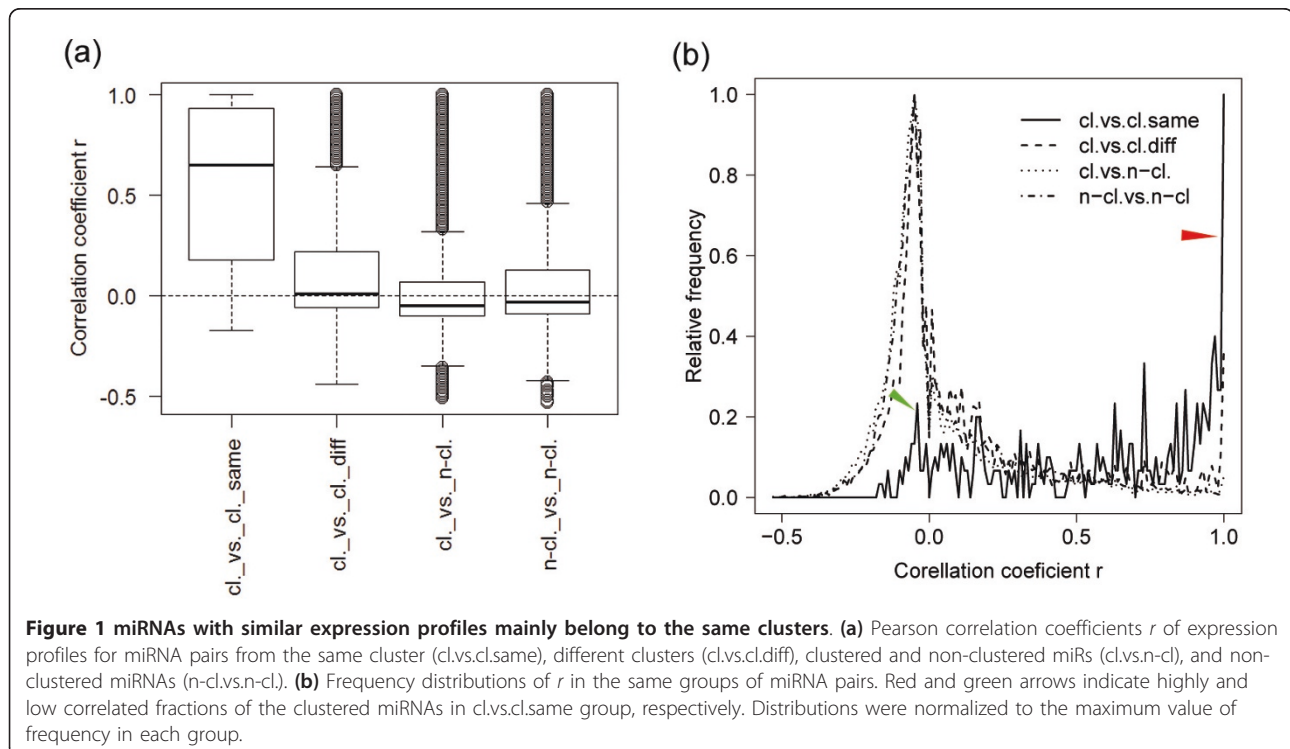 (a)
Correlation coefficient r
1.0
0.5
0.0
-0.5
cl._vs._cl._same
cl._vs._cl._diff
cl._vs._n-cl.
n-cl._vs._n-cl.
(b)
Relative frequency
1.0
0.8
0.6
0.4
0.2
0.0
cl.vs.cl.same
cl.vs.cl.diff
cl.vs.n−cl.
n−cl.vs.n−cl
−0.5
0.0
0.5
1.0
Corellation coeficient r
Figure 1 miRNAs with similar expression profiles mainly belong to the same clusters. (a) Pearson correlation coefficients r of expression
profiles for miRNA pairs from the same cluster (cl.vs.cl.same), different clusters (cl.vs.cl.diff), clustered and non-clustered miRs (cl.vs.n-cl), and non-
clustered miRNAs (n-cl.vs.n-cl.). (b) Frequency distributions of r in the same groups of miRNA pairs. Red and green arrows indicate highly and
low correlated fractions of the clustered miRNAs in cl.vs.cl.same group, respectively. Distributions were normalized to the maximum value of
frequency in each group.